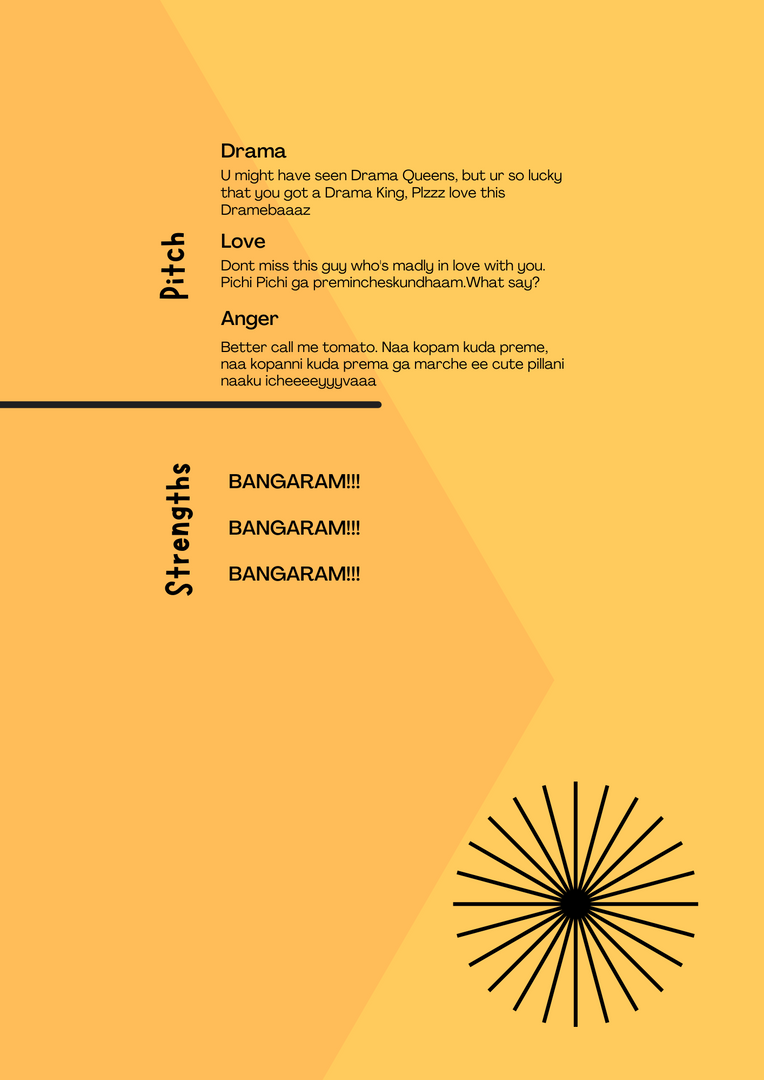 Pitch
Drama
U might have seen Drama Queens, but ur so lucky
that you got a Drama King, Plzzz love this
Dramebaaaz
Love
Dont miss this guy who's madly in love with you.
Pichi Pichi ga premincheskundhaam.What say?
Anger
Better call me tomato. Naa kopam kuda preme,
naa kopanni kuda prema ga marche ee cute pillani
naaku icheeeeyyyvaaa
Strengths
BANGARAM!!!
BANGARAM!!!
BANGARAM!!!